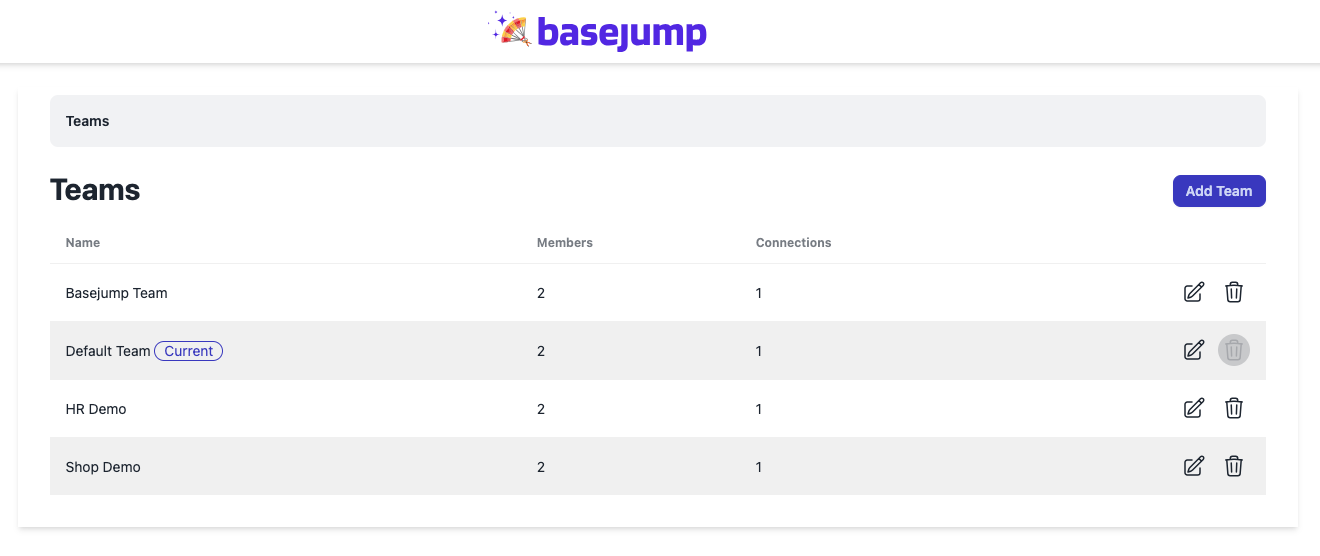 basejump
Teams
Teams
Add Team
Name Members Connections
Basejump Team 2 1
Default Team Current 2 1
HR Demo 2 1
Shop Demo 2 1